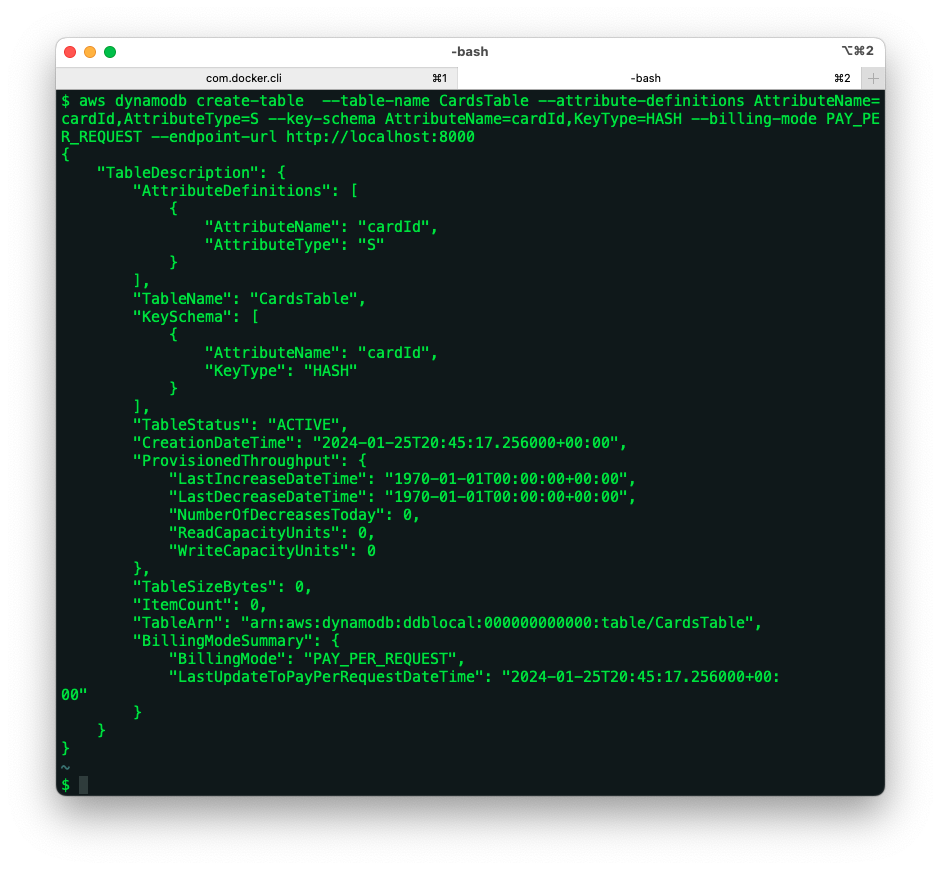 -bash
⌥⌘2
com.docker.cli ⌘1 -bash ⌘2 +
$ aws dynamodb create-table  --table-name CardsTable --attribute-definitions AttributeName=
cardId,AttributeType=S --key-schema AttributeName=cardId,KeyType=HASH --billing-mode PAY_PE
R_REQUEST --endpoint-url http://localhost:8000
{
    "TableDescription": {
        "AttributeDefinitions": [
            {
                "AttributeName": "cardId",
                "AttributeType": "S"
            }
        ],
        "TableName": "CardsTable",
        "KeySchema": [
            {
                "AttributeName": "cardId",
                "KeyType": "HASH"
            }
        ],
        "TableStatus": "ACTIVE",
        "CreationDateTime": "2024-01-25T20:45:17.256000+00:00",
        "ProvisionedThroughput": {
            "LastIncreaseDateTime": "1970-01-01T00:00:00+00:00",
            "LastDecreaseDateTime": "1970-01-01T00:00:00+00:00",
            "NumberOfDecreasesToday": 0,
            "ReadCapacityUnits": 0,
            "WriteCapacityUnits": 0
        },
        "TableSizeBytes": 0,
        "ItemCount": 0,
        "TableArn": "arn:aws:dynamodb:ddblocal:000000000000:table/CardsTable",
        "BillingModeSummary": {
            "BillingMode": "PAY_PER_REQUEST",
            "LastUpdateToPayPerRequestDateTime": "2024-01-25T20:45:17.256000+00:
00"
        }
    }
}
~
$